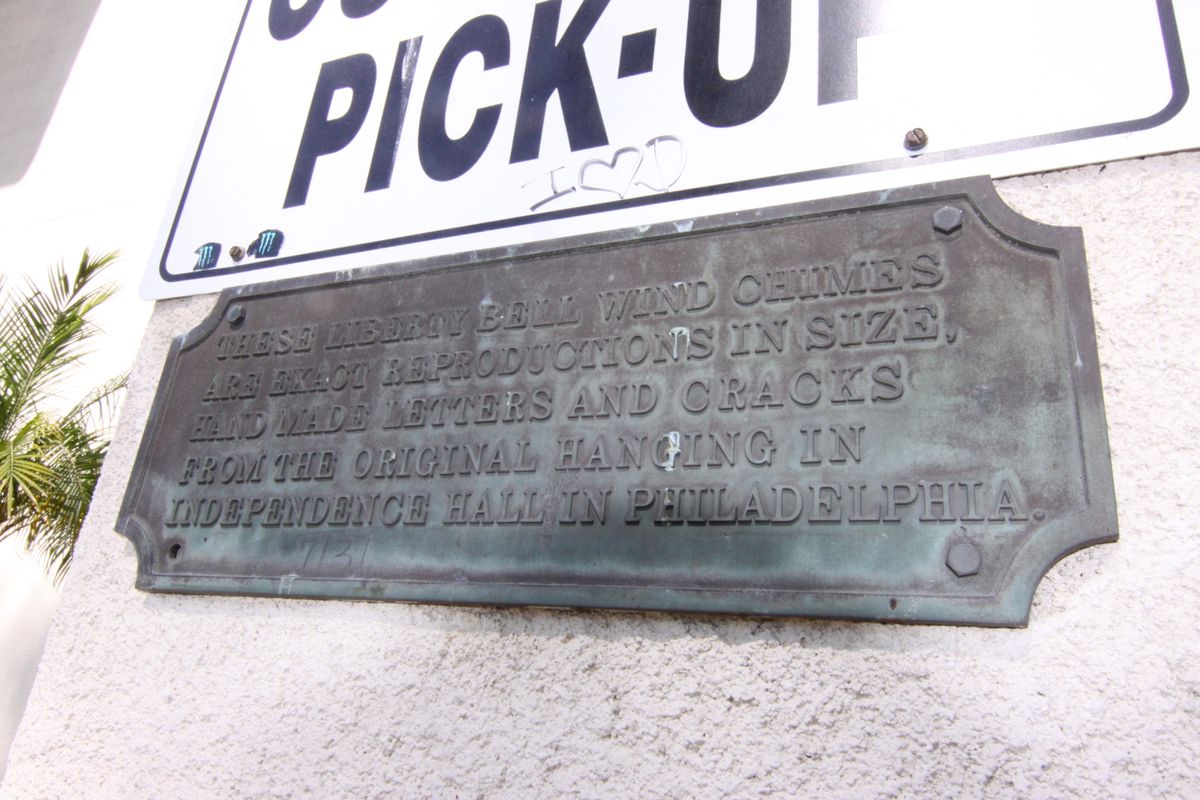 PICK-UP
I ♡ D
THESE LIBERTY BELL WIND CHIMES
ARE EXACT REPRODUCTIONS IN SIZE,
HAND MADE LETTERS AND CRACKS
FROM THE ORIGINAL HANGING IN
INDEPENDENCE HALL IN PHILADELPHIA.